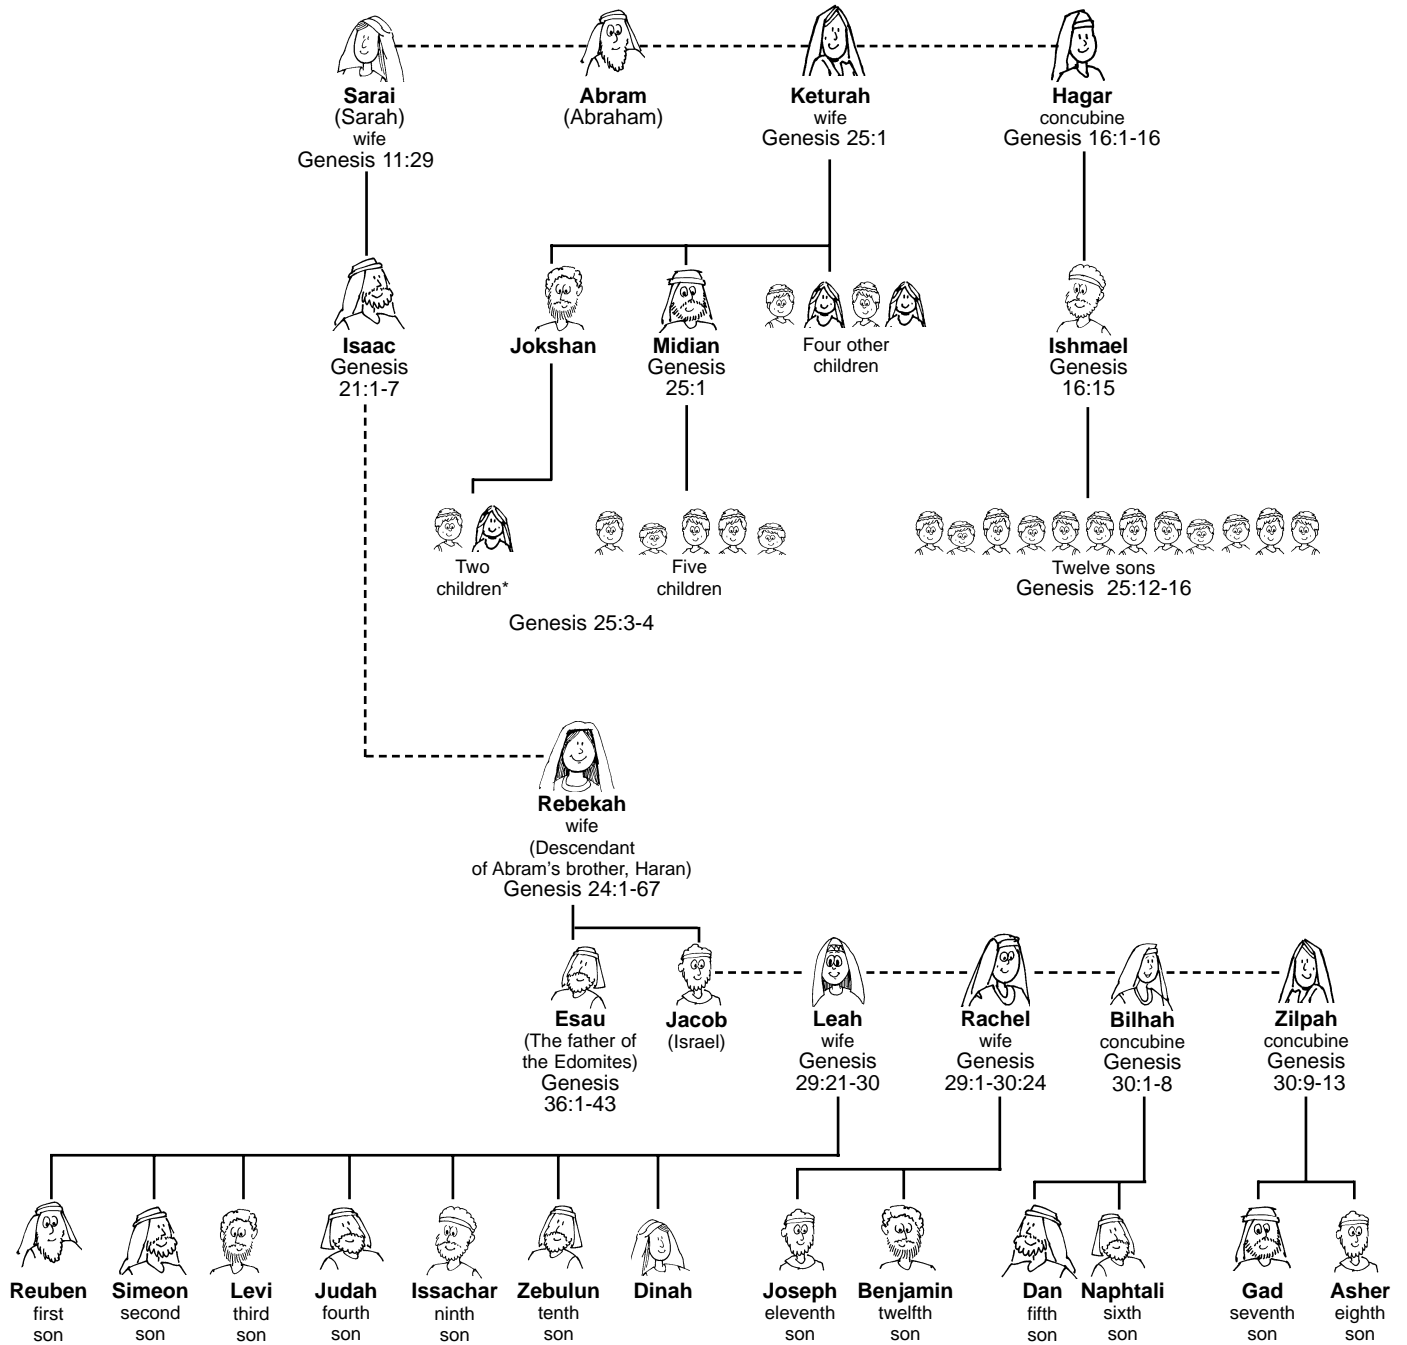 Sarai
(Sarah)
wife
Genesis 11:29
Abram
(Abraham)
Keturah
wife
Genesis 25:1
Hagar
concubine
Genesis 16:1-16
Isaac
Genesis
21:1-7
Jokshan
Midian
Genesis
25:1
Four other
children
Ishmael
Genesis
16:15
Two
children*
Five
children
Genesis 25:3-4
Twelve sons
Genesis 25:12-16
Rebekah
wife
(Descendant
of Abram's brother, Haran)
Genesis 24:1-67
Esau
(The father of
the Edomites)
Genesis
36:1-43
Jacob
(Israel)
Leah
wife
Genesis
29:21-30
Rachel
wife
Genesis
29:1-30:24
Bilhah
concubine
Genesis
30:1-8
Zilpah
concubine
Genesis
30:9-13
Reuben
first
son
Simeon
second
son
Levi
third
son
Judah
fourth
son
Issachar
ninth
son
Zebulun
tenth
son
Dinah
Joseph
eleventh
son
Benjamin
twelfth
son
Dan
fifth
son
Naphtali
sixth
son
Gad
seventh
son
Asher
eighth
son